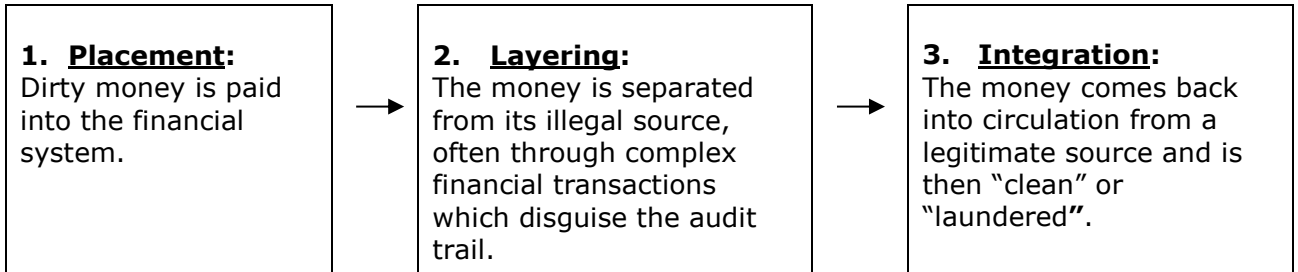 1. Placement:
Dirty money is paid
into the financial
system.
2. Layering:
The money is separated
from its illegal source,
often through complex
financial transactions
which disguise the audit
trail.
3. Integration:
The money comes back
into circulation from a
legitimate source and is
then “clean” or
“laundered”.